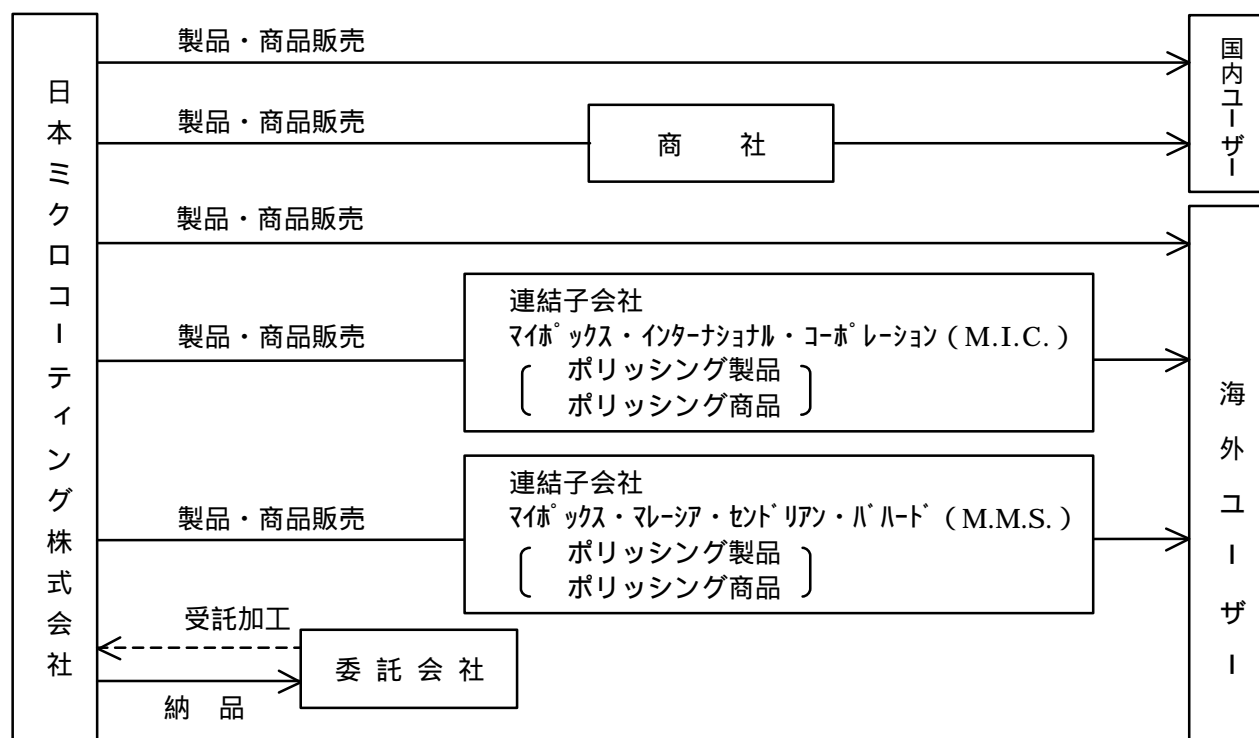 日本ミクロコーティング株式会社
製品・商品販売
国内ユーザー
製品・商品販売
商　社
製品・商品販売
海外ユーザー
製品・商品販売
連結子会社
ﾏｲﾎﾟｯｸｽ・ｲﾝﾀｰﾅｼｮﾅﾙ・ｺｰﾎﾟﾚｰｼｮﾝ（M.I.C.）
ポリッシング製品
ポリッシング商品
製品・商品販売
連結子会社
ﾏｲﾎﾟｯｸｽ・ﾏﾚｰｼｱ・ｾﾝﾄﾞﾘｱﾝ・ﾊﾞﾊｰﾄﾞ（M.M.S.）
ポリッシング製品
ポリッシング商品
受託加工
委託会社
納　品